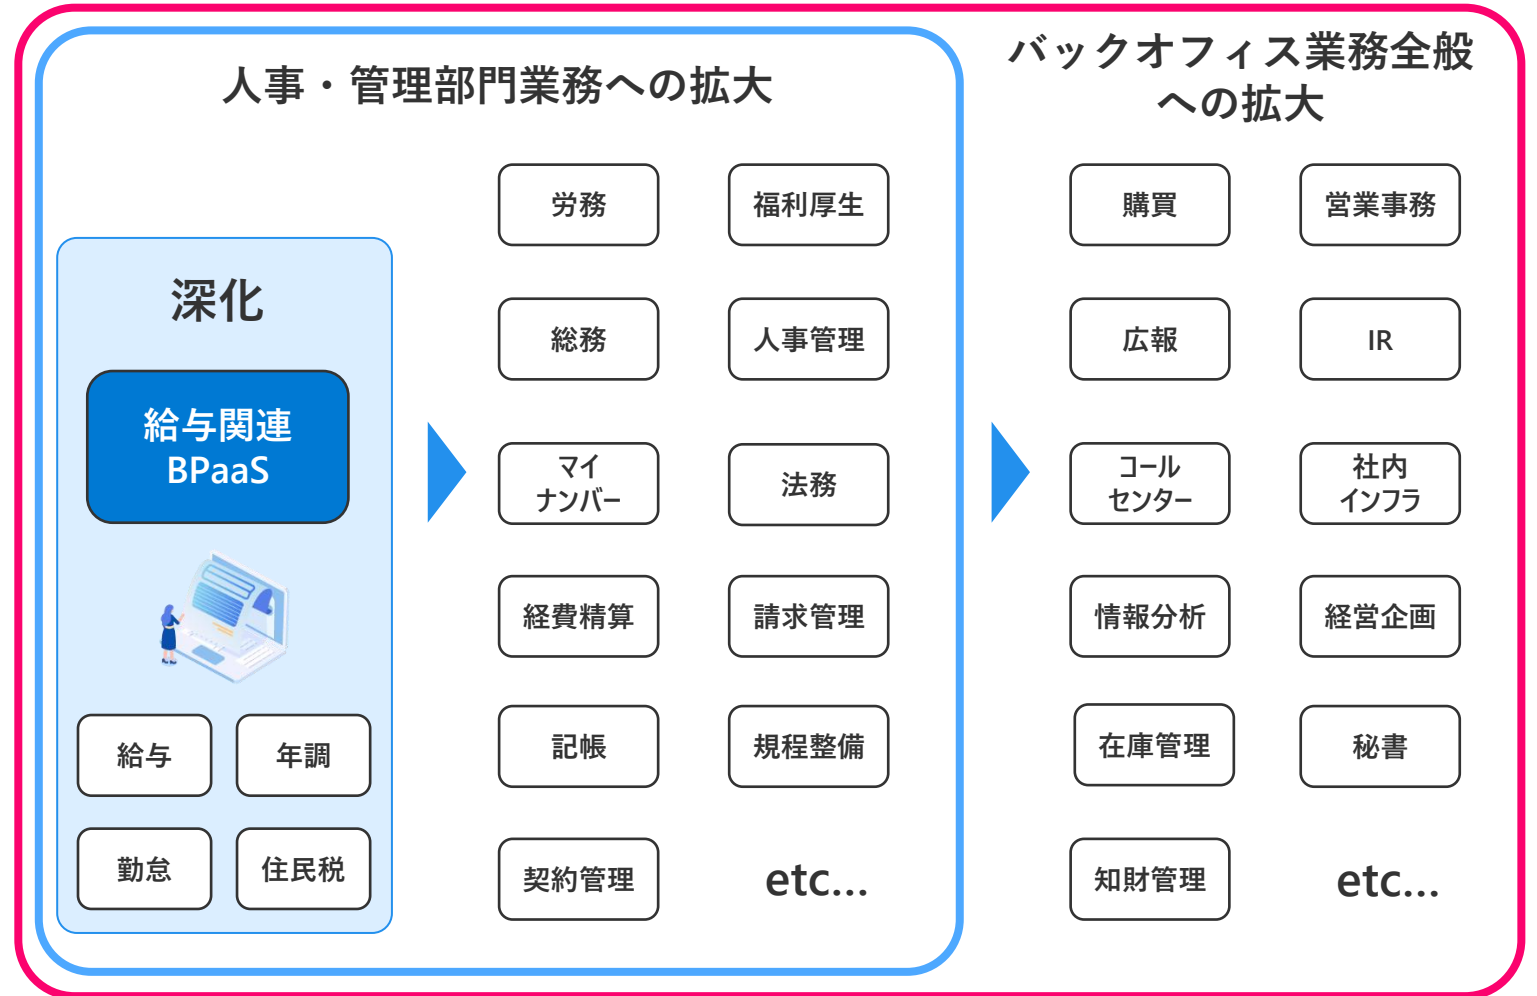 人事・管理部門業務への拡大
深化
給与関連
BPaaS
給与
年調
勤怠
住民税
労務
福利厚生
総務
人事管理
マイ
ナンバー
法務
経費精算
請求管理
記帳
規程整備
契約管理
etc...
バックオフィス業務全般
への拡大
購買
営業事務
広報
IR
コール
センター
社内
インフラ
情報分析
経営企画
在庫管理
秘書
知財管理
etc...